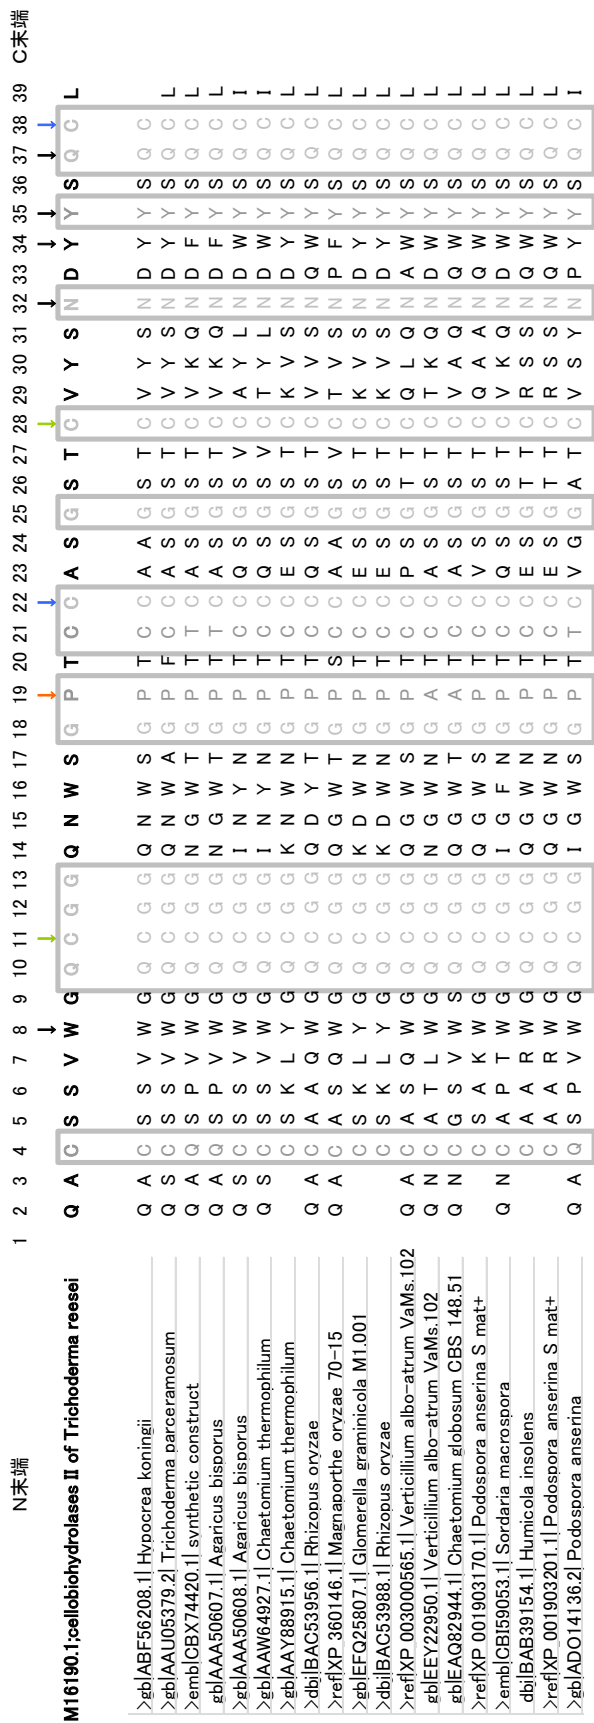 N末端 1 2 3 4 5 6 7 8 9 10 11 12 13 14 15 16 17 18 19 20 21 22 23 24 25 26 27 28 29 30 31 32 33 34 35 36 37 38 39 C末端
M16190.1;cellobiohydrolases II of Trichoderma reesei Q A C S S V W G Q C G G Q N W S G P T C C A S G S T C V Y S N D Y Y S Q C L
>gb|ABF56208.1| Hypocrea koningii Q A C S S V W G Q C G G Q N W S G P T C C A A G S T C V Y S N D Y Y S Q C
>gb|AAU05379.2| Trichoderma parceramosum Q S C S S V W G Q C G G Q N W A G P F C C A S G S T C V Y S N D Y Y S Q C L
>emb|CBX74420.1| synthetic construct Q A Q S P V W G Q C G G N G W T G P T T C A S G S T C V K Q N D F Y S Q C L
gb|AAA50607.1| Agaricus bisporus Q A Q S P V W G Q C G G N G W T G P T T C A S G S T C V K Q N D F Y S Q C L
>gb|AAA50608.1| Agaricus bisporus Q S C S S V W G Q C G G I N Y N G P T C C Q S G S V C A Y L N D W Y S Q C I
>gb|AAW64927.1| Chaetomium thermophilum Q S C S S V W G Q C G G I N Y N G P T C C Q S G S V C T Y L N D W Y S Q C I
>gb|AAY88915.1| Chaetomium thermophilum C S K L Y G Q C G G K N W N G P T C C E S G S T C K V S N D Y Y S Q C L
>dbj|BAC53956.1| Rhizopus oryzae Q A C A A Q W G Q C G G Q D Y T G P T C C Q S G S T C V V S N Q W Y S Q C L
>ref|XP_360146.1| Magnaporthe oryzae 70-15 Q A C A S Q W G Q C G G Q G W T G P S C C A A G S V C T V S N P F Y S Q C L
>gb|EFQ25807.1| Glomerella graminicola M1.001 C S K L Y G Q C G G K D W N G P T C C E S G S T C K V S N D Y Y S Q C L
>dbj|BAC53988.1| Rhizopus oryzae C S K L Y G Q C G G K D W N G P T C C E S G S T C K V S N D Y Y S Q C L
>ref|XP_003000565.1| Verticillium albo-atrum VaMs.102 Q A C A S Q W G Q C G G Q G W S G P T C C P S G T T C Q L Q N A W Y S Q C L
gb|EEY22950.1| Verticillium albo-atrum VaMs.102 Q N C A T L W G Q C G G N G W N G A T C C A S G S T C T K Q N D W Y S Q C L
gb|EAQ82944.1| Chaetomium globosum CBS 148.51 Q N C G S V W S Q C G G Q G W T G A T C C A S G S T C V A Q N Q W Y S Q C L
>ref|XP_001903170.1| Podospora anserina S mat+ C S A K W G Q C G G Q G W S G P T C C V S G S T C Q A A N Q W Y S Q C L
>emb|CBI59053.1| Sordaria macrospora Q N C A P T W G Q C G G I G F N G P T C C Q S G S T C V K Q N D W Y S Q C L
dbj|BAB39154.1| Humicola insolens C A A R W G Q C G G Q G W N G P T C C E S G T T C R S S N Q W Y S Q C L
>ref|XP_001903201.1| Podospora anserina S mat+ C A A R W G Q C G G Q G W N G P T C C E S G T T C R S S N Q W Y S Q C L
>gb|ADO14136.2| Podospora anserina Q A Q S P V W G Q C G G I G W S G P T T C V G G A T C V S Y N P Y Y S Q C I